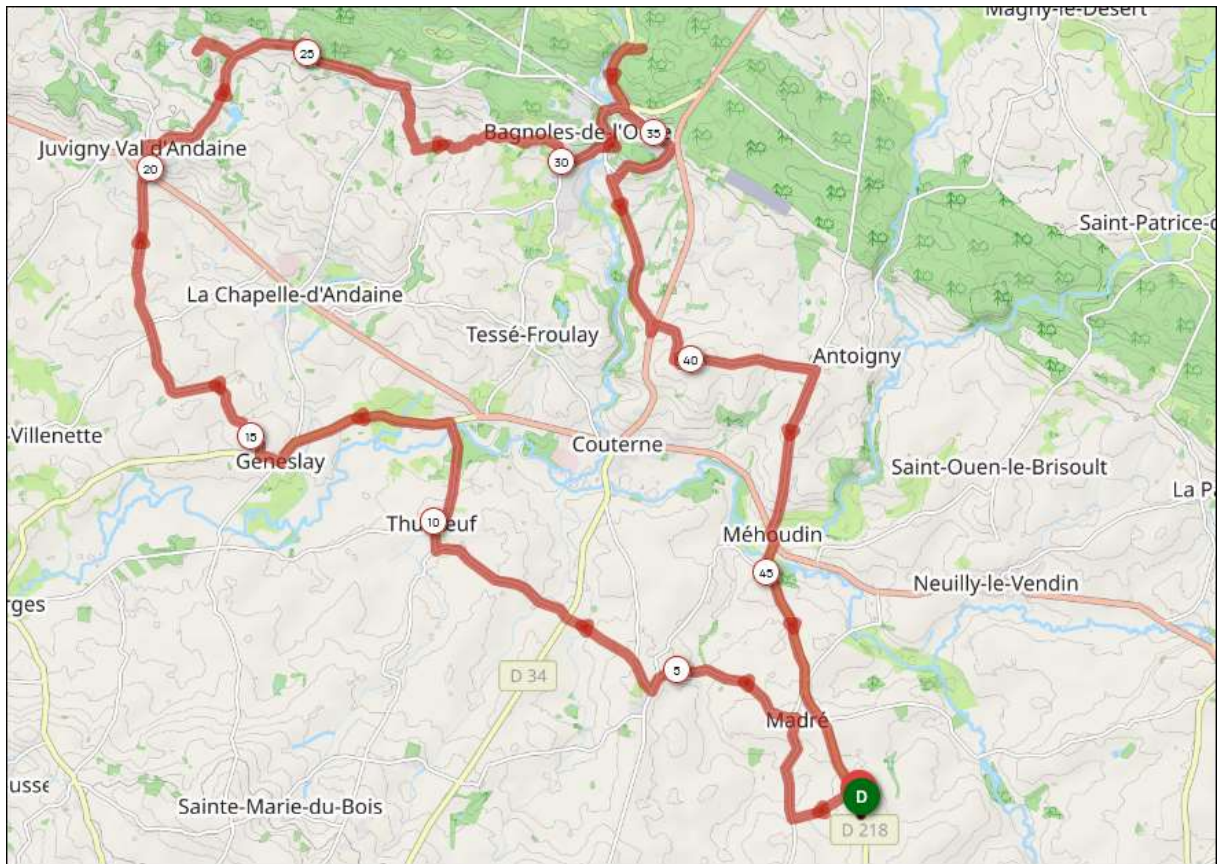 Magny-le-Désert
25
Bagnoles-de-l'O
35
Juvigny Val d'Andaine
30
20
Saint-Patrice-d
La Chapelle-d'Andaine
Tessé-Froulay
40
Antoigny
-Villenette
15
Couterne
Geneslay
Saint-Ouen-le-Brisoult
La Pa
10
Méhoudin
45
Neuilly-le-Vendin
rges
5
D 34
Madré
usse
Sainte-Marie-du-Bois
D
D 218